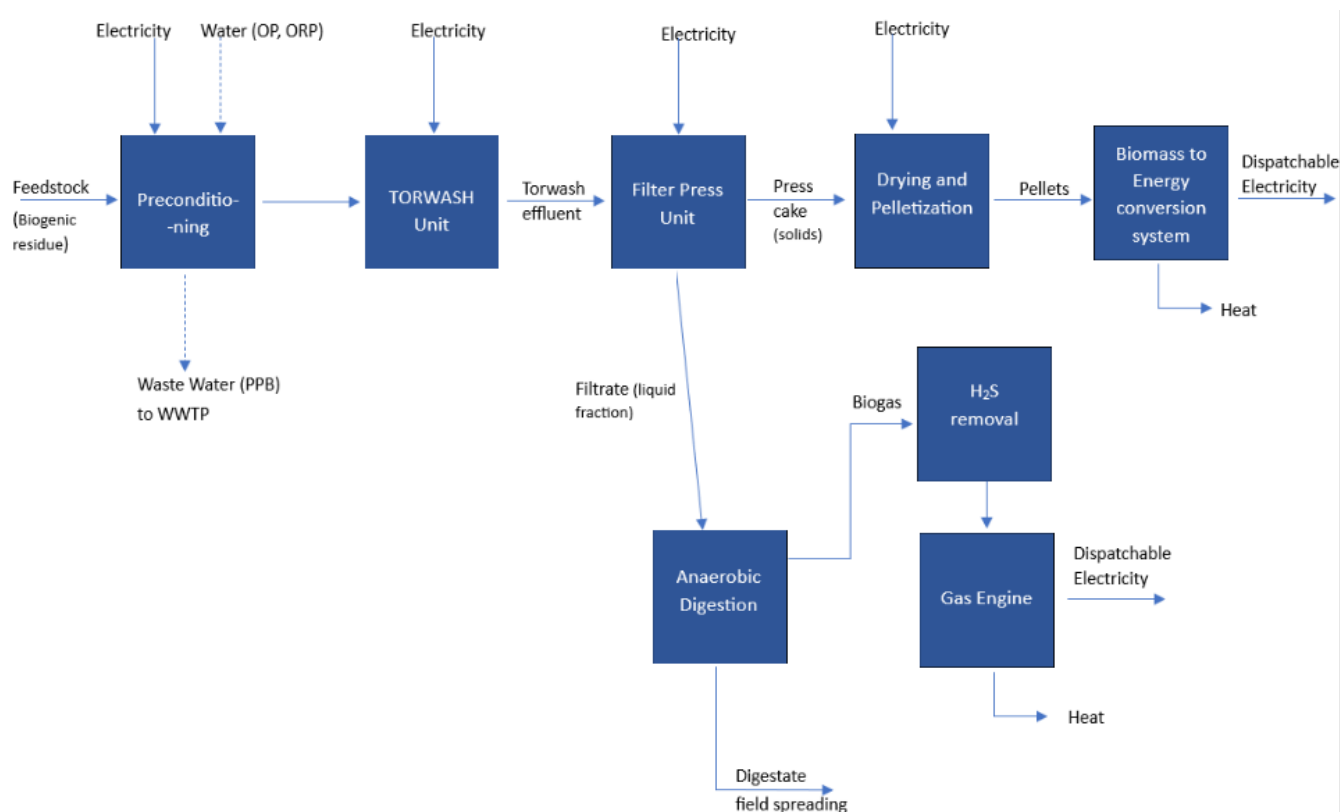 Electricity
Water (OP, ORP)
Electricity
Electricity
Electricity
Feedstock
(Biogenic
residue)
Preconditio-
-ning
TORWASH
Unit
Torwash
effluent
Filter Press
Unit
Press
cake
(solids)
Drying and
Pelletization
Pellets
Biomass to
Energy
conversion
system
Dispatchable
Electricity
Heat
Waste Water (PPB)
to WWTP
Filtrate (liquid
fraction)
Biogas
H₂S
removal
Anaerobic
Digestion
Gas Engine
Dispatchable
Electricity
Heat
Digestate
field spreading